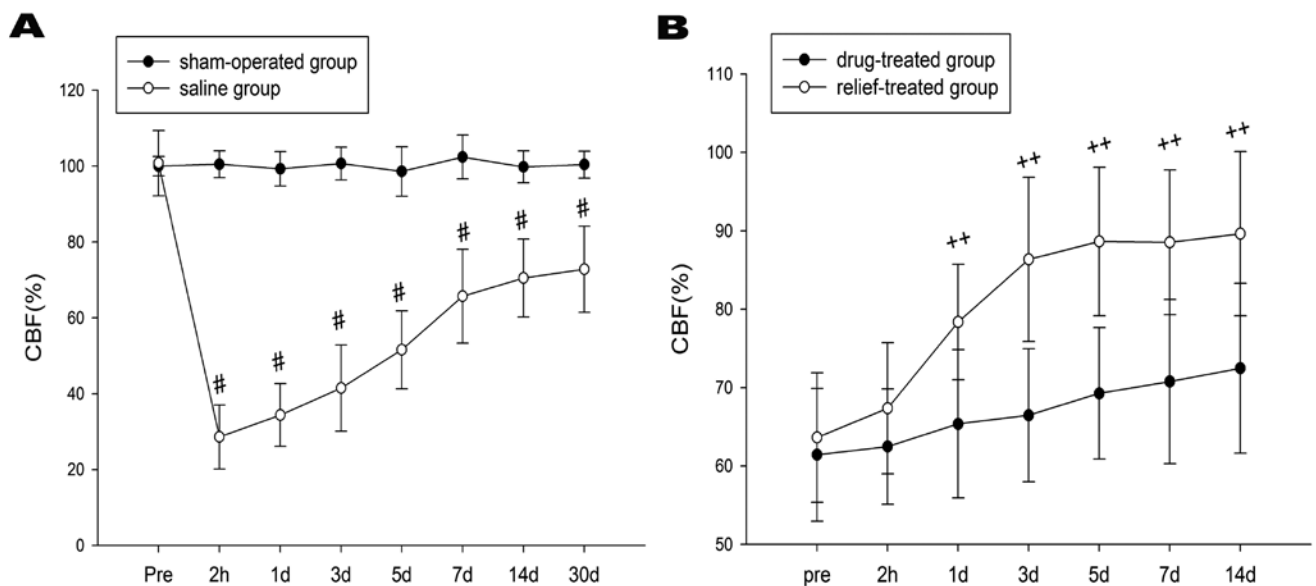 A
sham-operated group
saline group
CBF(%)
120
100
80
60
40
20
0
# # # # # # #
Pre 2h 1d 3d 5d 7d 14d 30d
B
drug-treated group
relief-treated group
CBF(%)
110
100
90
80
70
60
50
++ ++ ++ ++ ++
pre 2h 1d 3d 5d 7d 14d